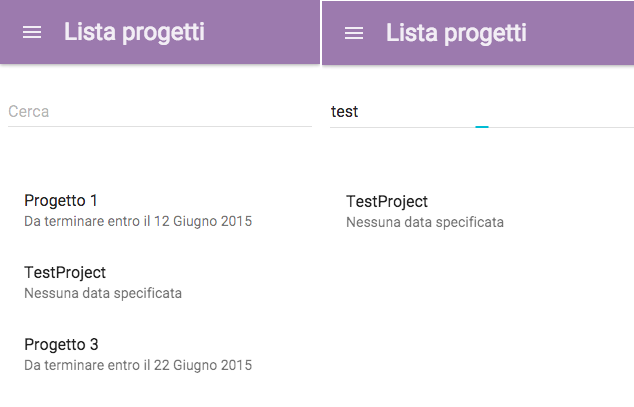 Lista progetti
Cerca
Progetto 1
Da terminare entro il 12 Giugno 2015
TestProject
Nessuna data specificata
Progetto 3
Da terminare entro il 22 Giugno 2015
Lista progetti
test
TestProject
Nessuna data specificata